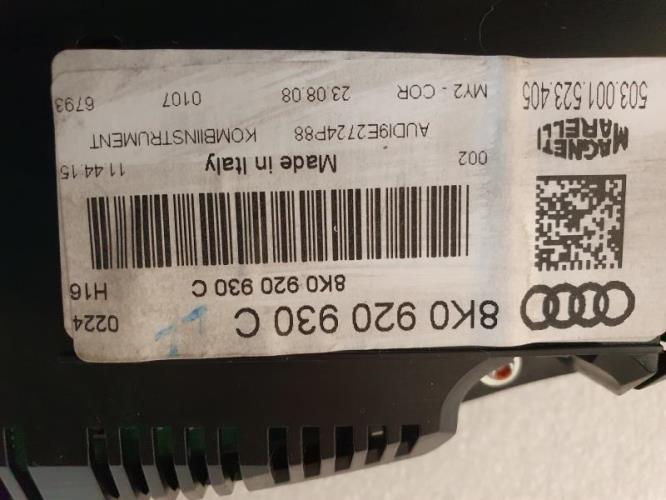 8K0 920 930 C
0224
8K0 920 930 C
H16
002 Made in Italy 11.44.15
MAGNETI MARELLI
AUDI9E2724P88 KOMBIINSTRUMENT
MY2 - COR 23.08.08 0107 6793
503.001.523.405